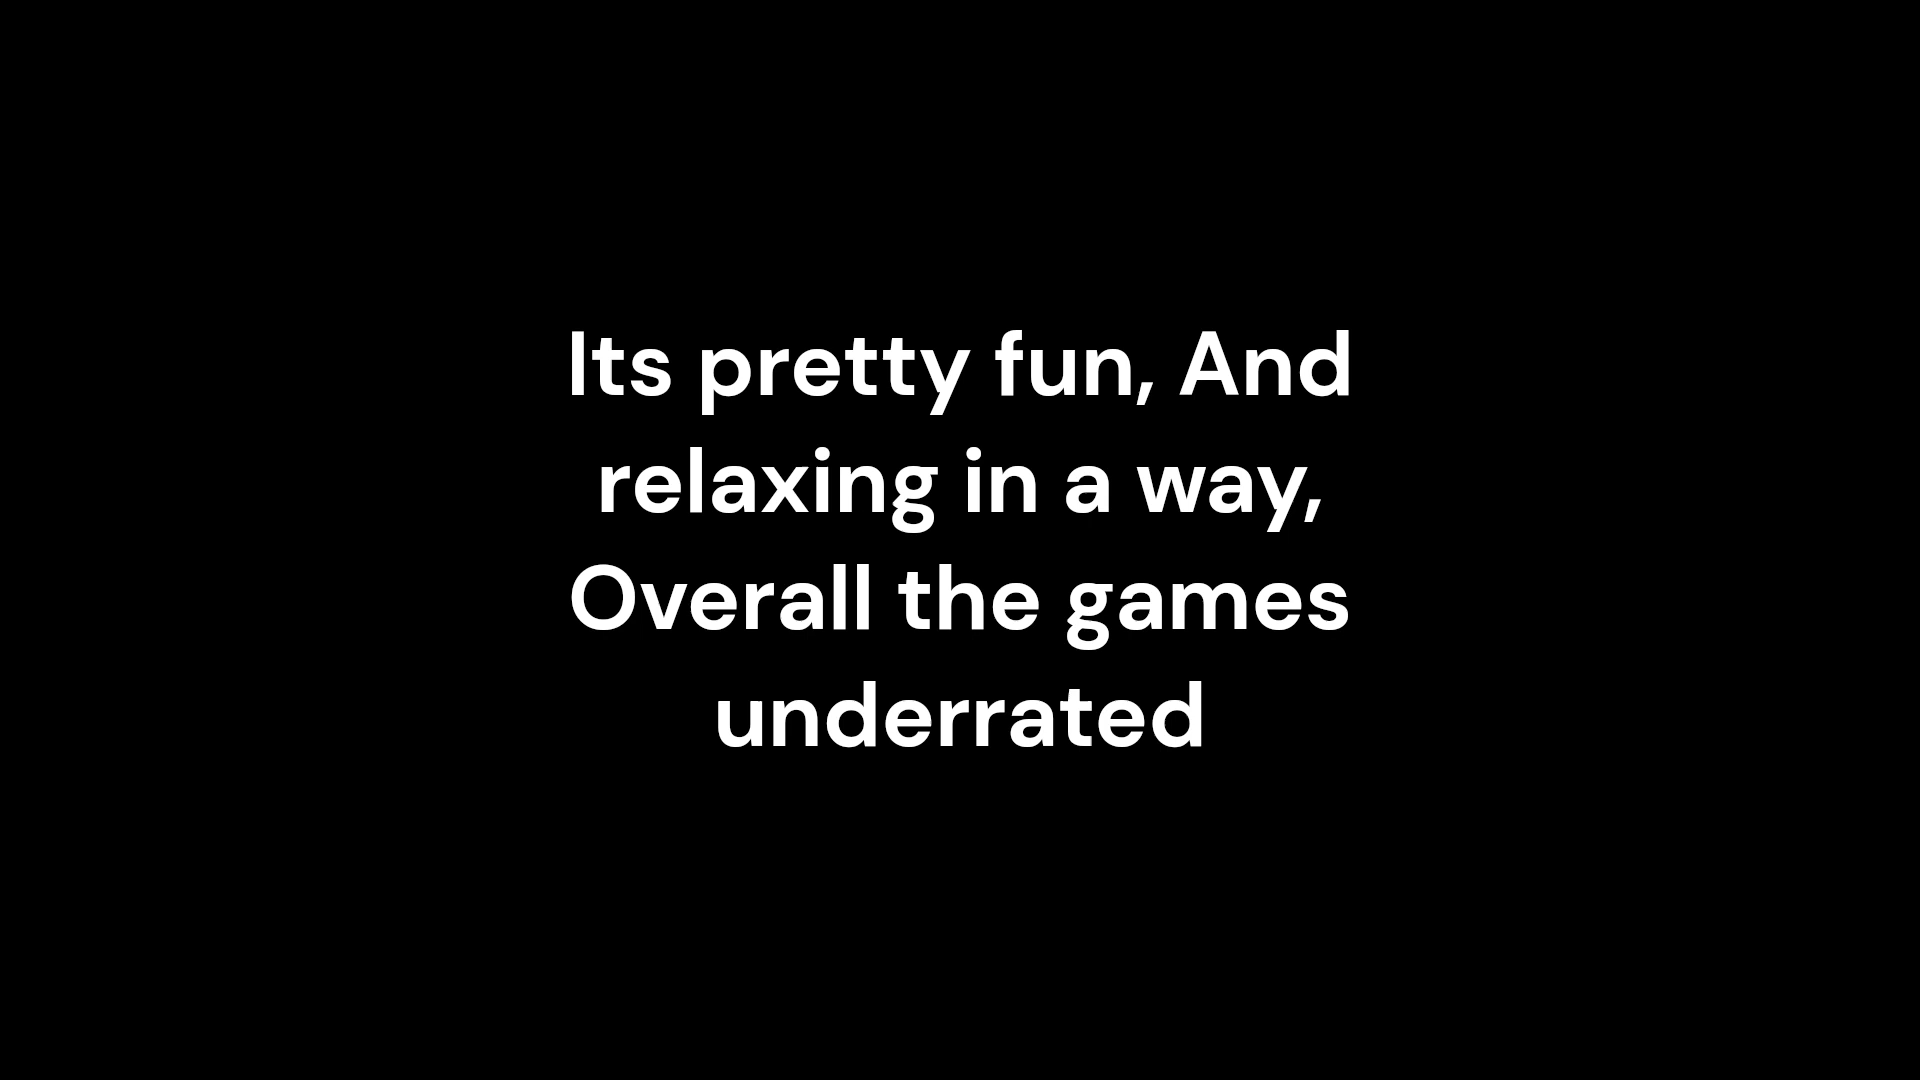 Its pretty fun, And
relaxing in a way,
Overall the games
underrated